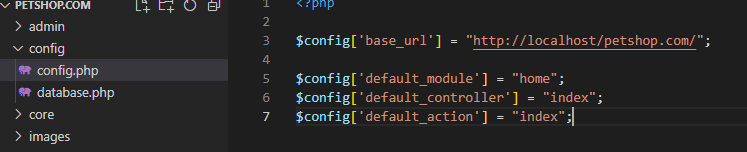 PETSHOP.COM
admin
config
config.php
database.php
core
images
1 <?php
2
3 $config['base_url'] = "http://localhost/petshop.com/";
4
5 $config['default_module'] = "home";
6 $config['default_controller'] = "index";
7 $config['default_action'] = "index";